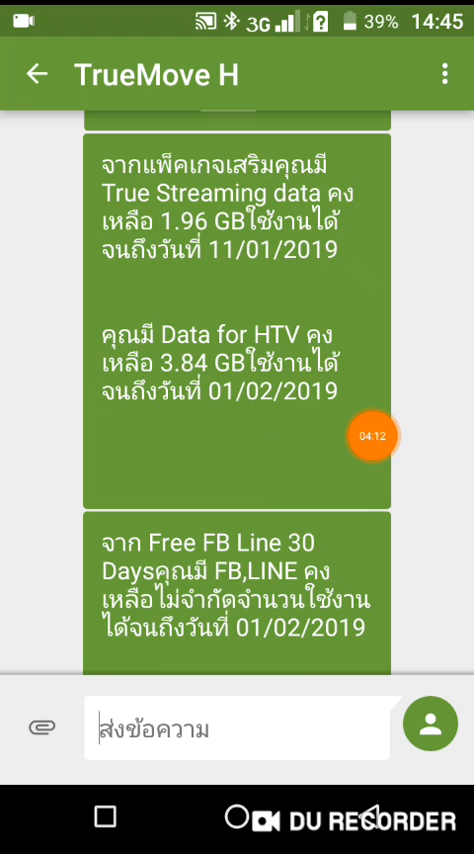 3G
39%
14:45
TrueMove H
จากแพ็คเกจเสริมคุณมี
True Streaming data คง
เหลือ 1.96 GBใช้งานได้
จนถึงวันที่ 11/01/2019
คุณมี Data for HTV คง
เหลือ 3.84 GBใช้งานได้
จนถึงวันที่ 01/02/2019
04:12
จาก Free FB Line 30
Daysคุณมี FB,LINE คง
เหลือไม่จำกัดจำนวนใช้งาน
ได้จนถึงวันที่ 01/02/2019
ส่งข้อความ
DU RECORDER